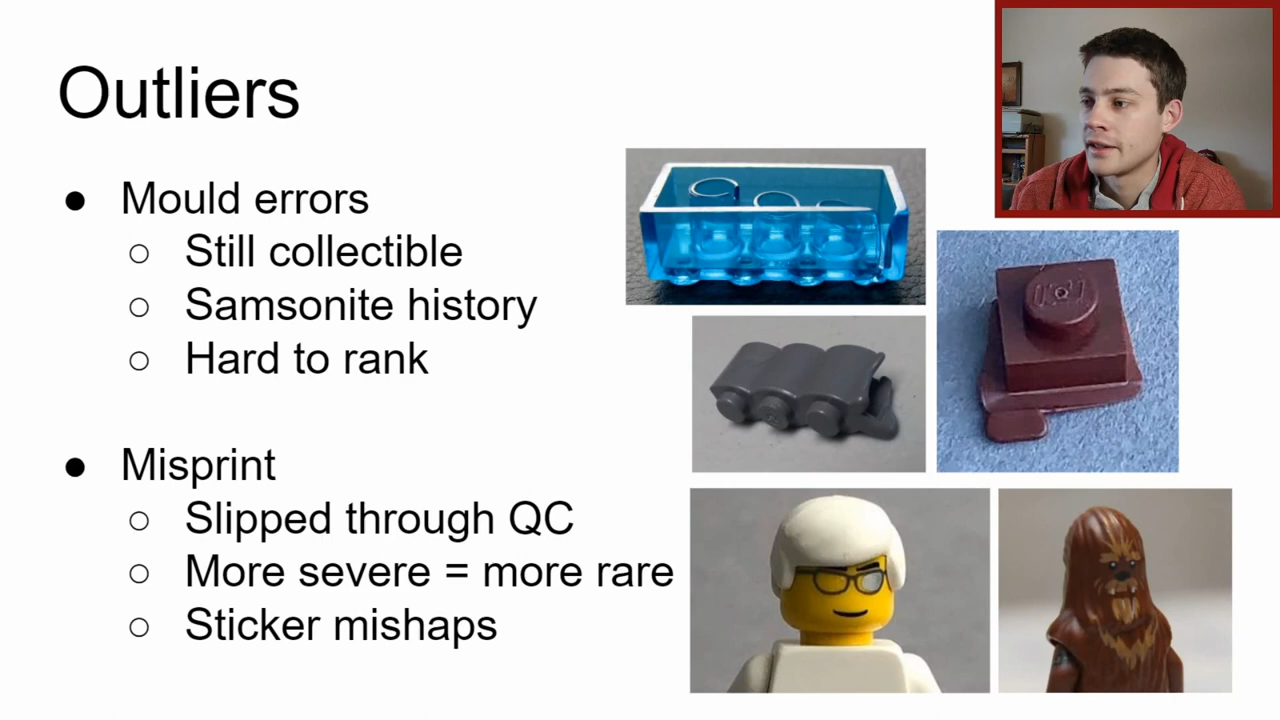 Outliers
● Mould errors
○ Still collectible
○ Samsonite history
○ Hard to rank
● Misprint
○ Slipped through QC
○ More severe = more rare
○ Sticker mishaps